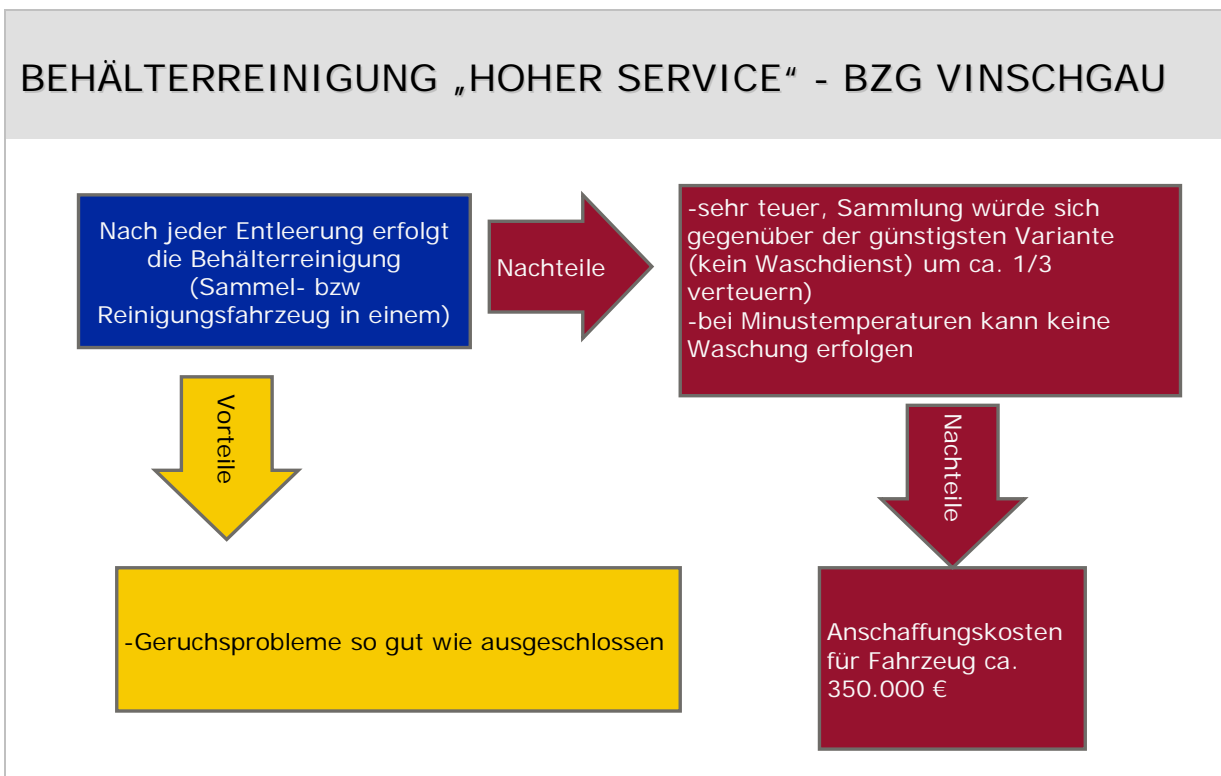 BEHÄLTERREINIGUNG „HOHER SERVICE“ - BZG VINSCHGAU
Nach jeder Entleerung erfolgt
die Behälterreinigung
(Sammel- bzw
Reinigungsfahrzeug in einem)
Nachteile
-sehr teuer, Sammlung würde sich
gegenüber der günstigsten Variante
(kein Waschdienst) um ca. 1/3
verteuern)
-bei Minustemperaturen kann keine
Waschung erfolgen
Vorteile
Nachteile
-Geruchsprobleme so gut wie ausgeschlossen
Anschaffungskosten
für Fahrzeug ca.
350.000 €